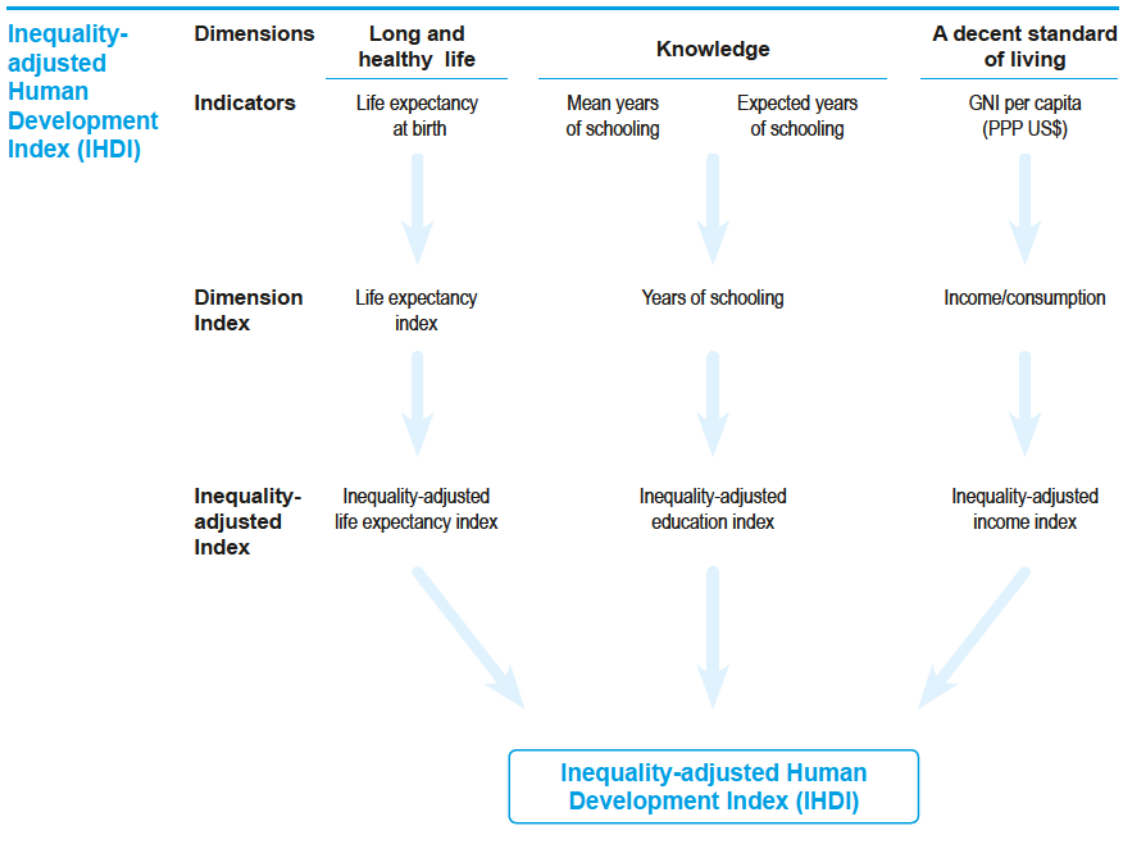 Inequality-
adjusted
Human
Development
Index (IHDI)
Dimensions
Long and
healthy life
Knowledge
A decent standard
of living
Indicators
Life expectancy
at birth
Mean years
of schooling
Expected years
of schooling
GNI per capita
(PPP US$)
Dimension
Index
Life expectancy
index
Years of schooling
Income/consumption
Inequality-
adjusted
Index
Inequality-adjusted
life expectancy index
Inequality-adjusted
education index
Inequality-adjusted
income index
Inequality-adjusted Human
Development Index (IHDI)